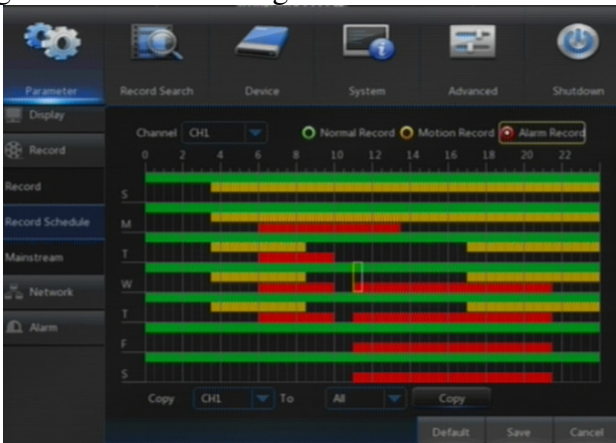 Parameter Record Search Device System Advanced Shutdown
Display
Channel CH1 Normal Record Motion Record Alarm Record
Record
0 2 4 6 8 10 12 14 16 18 20 22
Record
S
Record Schedule
M
Mainstream
T
W
Network
T
Alarm
F
S
Copy CH1 To All Copy
Default Save Cancel